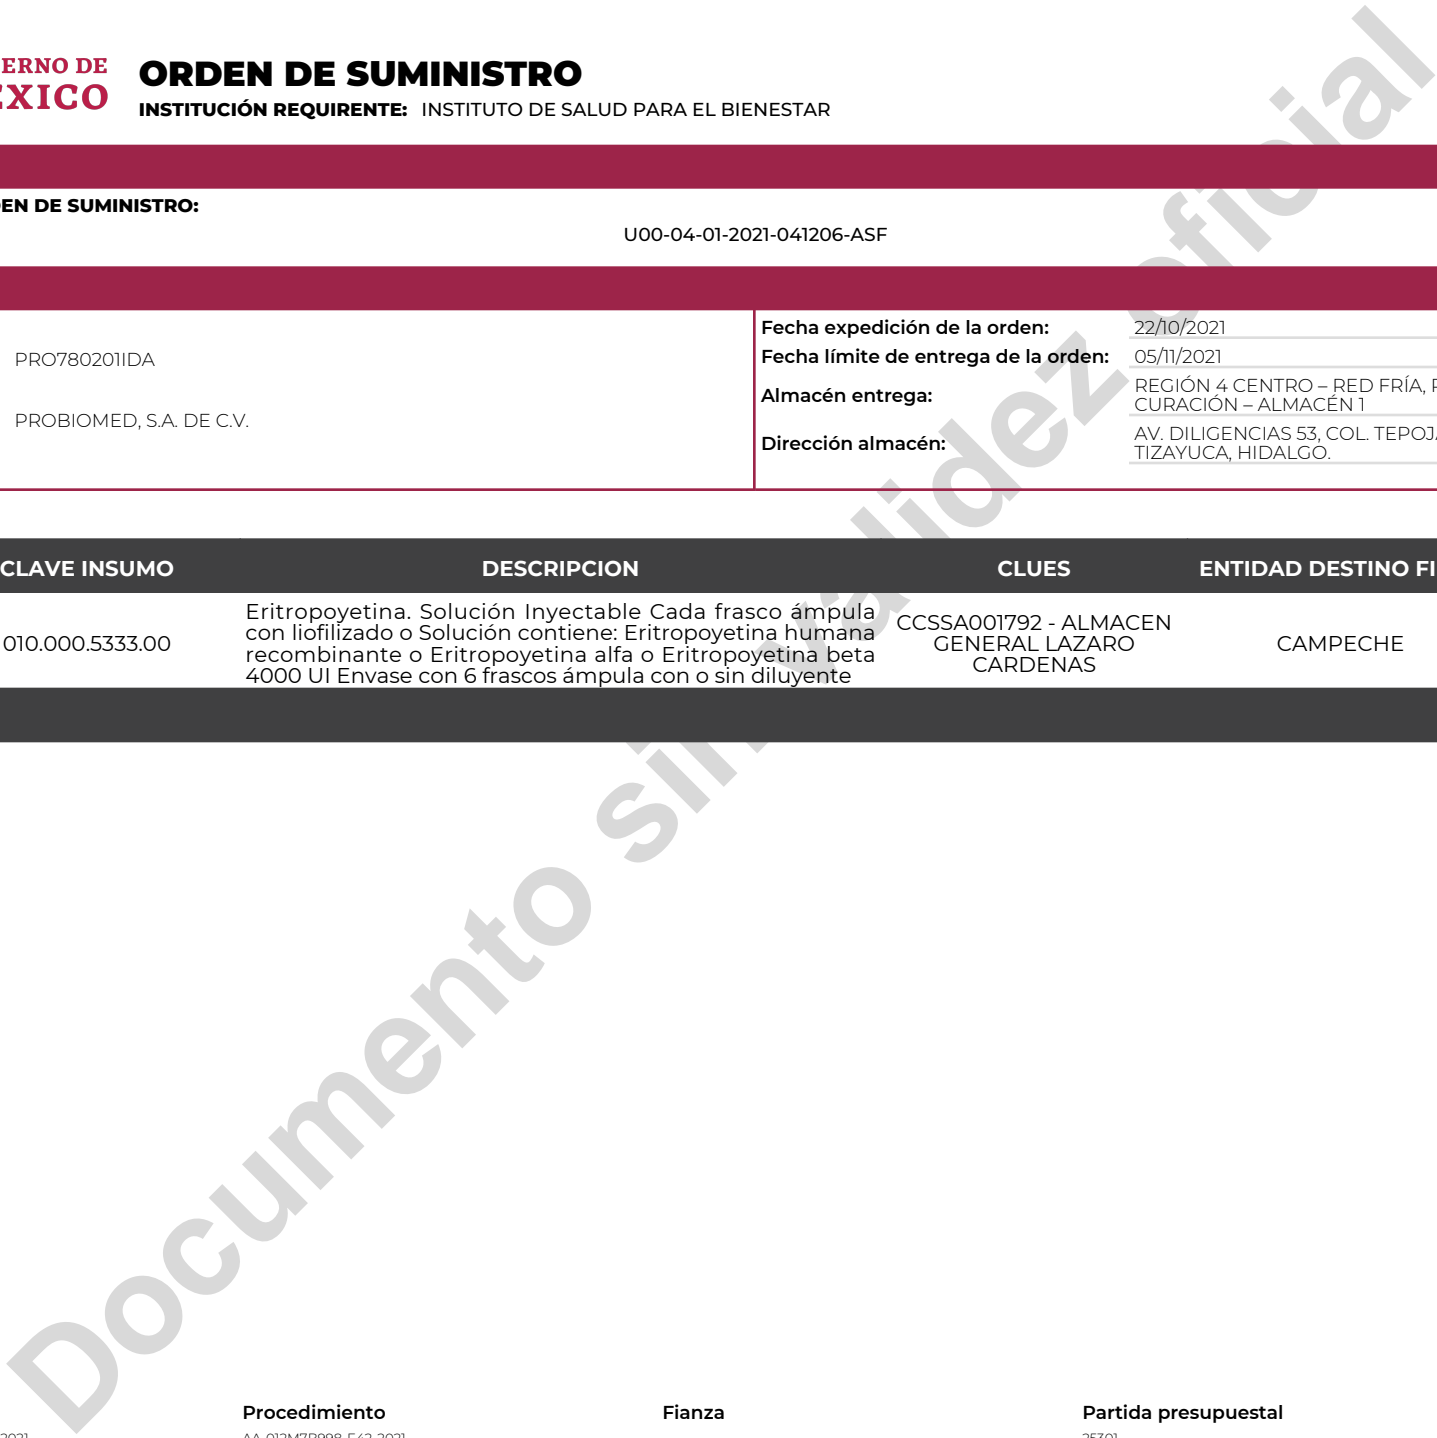 ERNO DE
ÉXICO
ORDEN DE SUMINISTRO
INSTITUCIÓN REQUIRENTE: INSTITUTO DE SALUD PARA EL BIENESTAR
EN DE SUMINISTRO:
U00-04-01-2021-041206-ASF
PRO780201IDA
PROBIOMED, S.A. DE C.V.
Fecha expedición de la orden: 22/10/2021
Fecha límite de entrega de la orden: 05/11/2021
Almacén entrega: REGIÓN 4 CENTRO – RED FRÍA,
CURACIÓN – ALMACÉN 1
Dirección almacén: AV. DILIGENCIAS 53, COL. TEPOJA
TIZAYUCA, HIDALGO.
CLAVE INSUMO DESCRIPCION CLUES ENTIDAD DESTINO FI
010.000.5333.00
Eritropoyetina. Solución Inyectable Cada frasco ámpula
con liofilizado o Solución contiene: Eritropoyetina humana
recombinante o Eritropoyetina alfa o Eritropoyetina beta
4000 UI Envase con 6 frascos ámpula con o sin diluyente
CCSSA001792 - ALMACEN
GENERAL LAZARO
CARDENAS
CAMPECHE
Documento sin validez oficial
Procedimiento Fianza Partida presupuestal